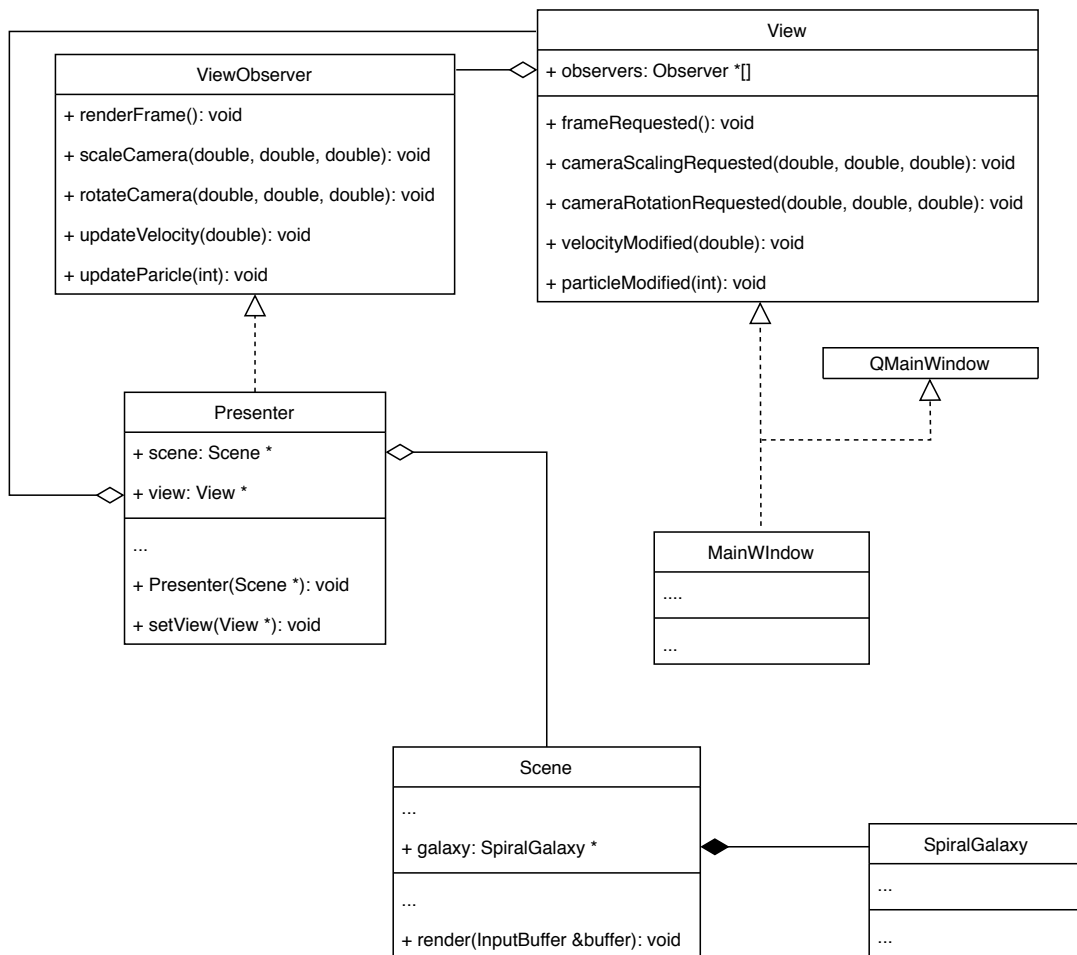 View
+ observers: Observer *[]
+ frameRequested(): void
+ cameraScalingRequested(double, double, double): void
+ cameraRotationRequested(double, double, double): void
+ velocityModified(double): void
+ particleModified(int): void
ViewObserver
+ renderFrame(): void
+ scaleCamera(double, double, double): void
+ rotateCamera(double, double, double): void
+ updateVelocity(double): void
+ updateParicle(int): void
QMainWindow
Presenter
+ scene: Scene *
+ view: View *
...
+ Presenter(Scene *): void
+ setView(View *): void
MainWIndow
....
...
Scene
...
+ galaxy: SpiralGalaxy *
...
+ render(InputBuffer &buffer): void
SpiralGalaxy
...
...